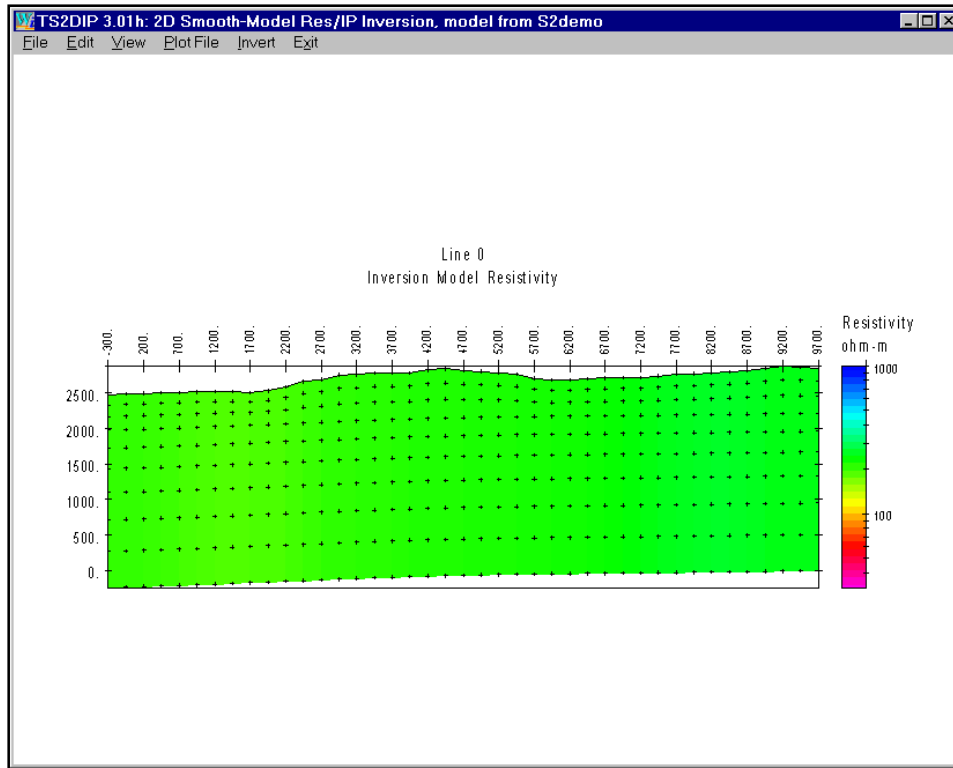 TS2DIP 3.01h: 2D Smooth-Model Res/IP Inversion, model from S2demo
File Edit View Plot File Invert Exit
Line 0
Inversion Model Resistivity
-300. 200. 700. 1200. 1700. 2200. 2700. 3200. 3700. 4200. 4700. 5200. 5700. 6200. 6700. 7200. 7700. 8200. 8700. 9200. 9700.
Resistivity
ohm-m
1000
2500.
2000.
1500.
1000.
100
500.
0.